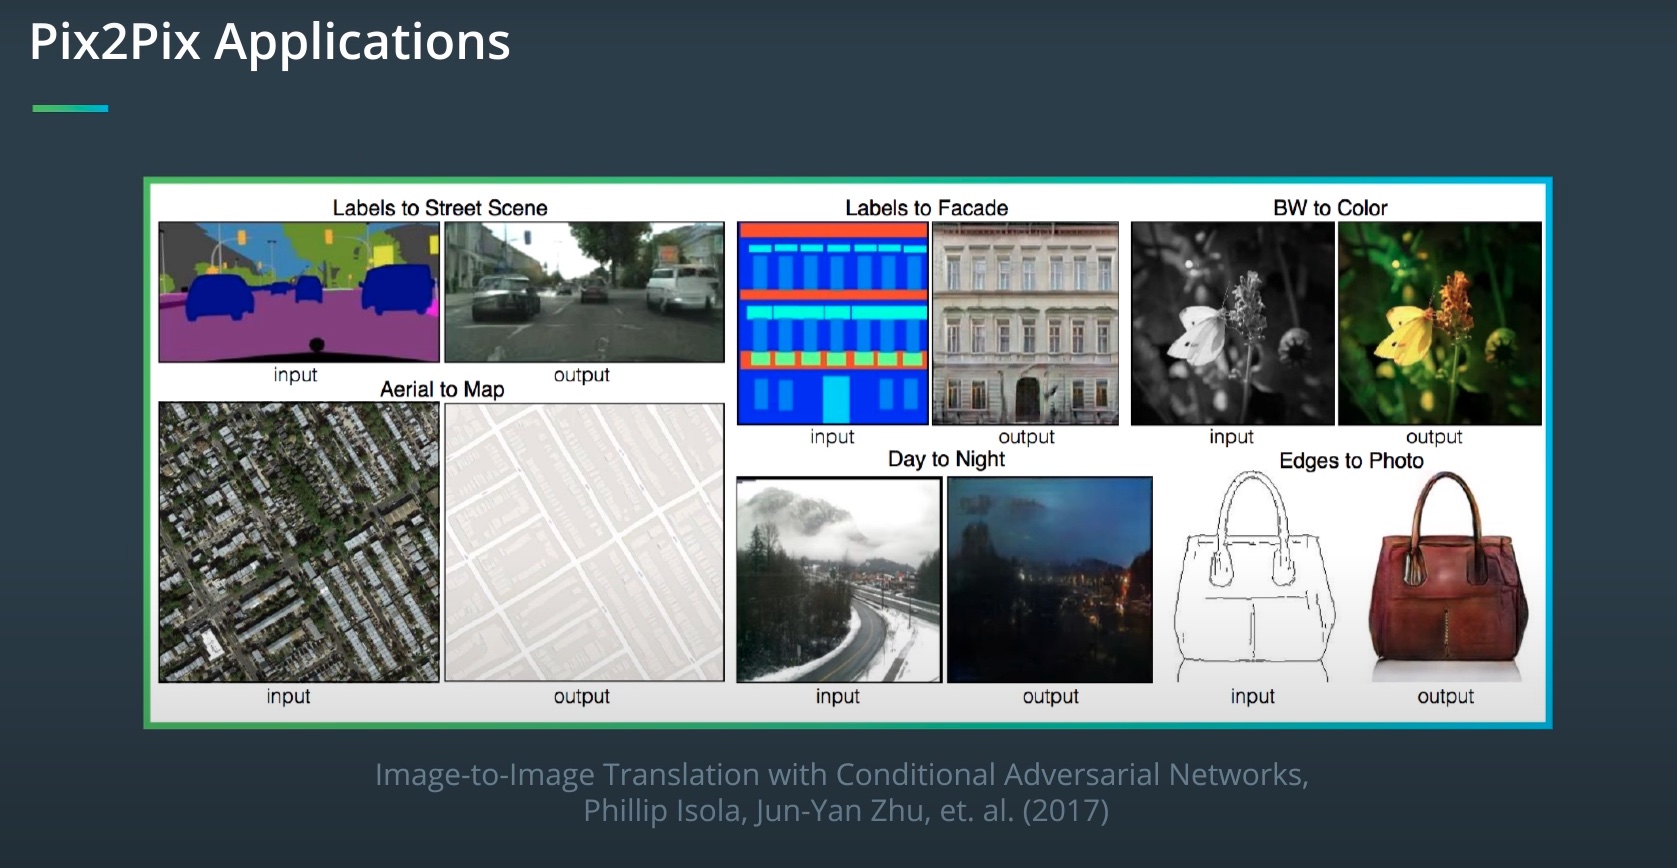 Pix2Pix Applications
Labels to Street Scene
input
output
Aerial to Map
input
output
Labels to Facade
input
output
BW to Color
input
output
Day to Night
input
output
Edges to Photo
input
output
Image-to-Image Translation with Conditional Adversarial Networks,
Phillip Isola, Jun-Yan Zhu, et. al. (2017)